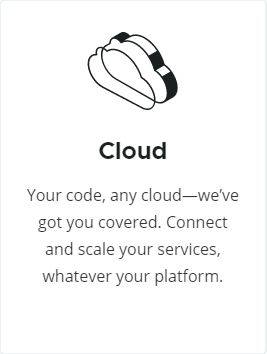 Cloud
Your code, any cloud—we’ve
got you covered. Connect
and scale your services,
whatever your platform.